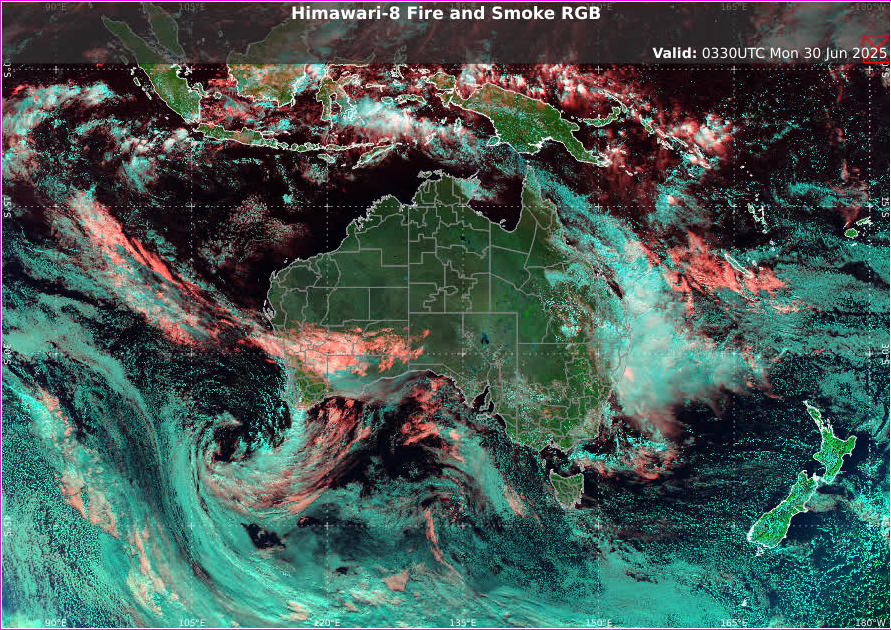 Himawari-8 Fire and Smoke RGB
Valid: 0330UTC Mon 30 Jun 2025
90°E 105°E 120°E 135°E 150°E 165°E 180°W